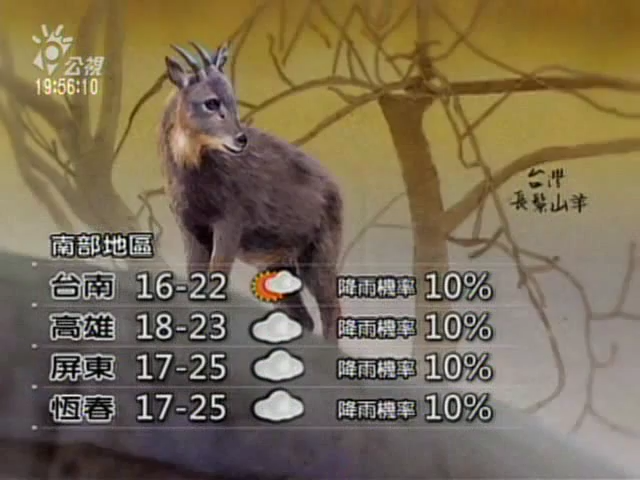 公視
19:56:10
台灣
長鬃山羊
南部地區
台南 16-22 降雨機率 10%
高雄 18-23 降雨機率 10%
屏東 17-25 降雨機率 10%
恆春 17-25 降雨機率 10%